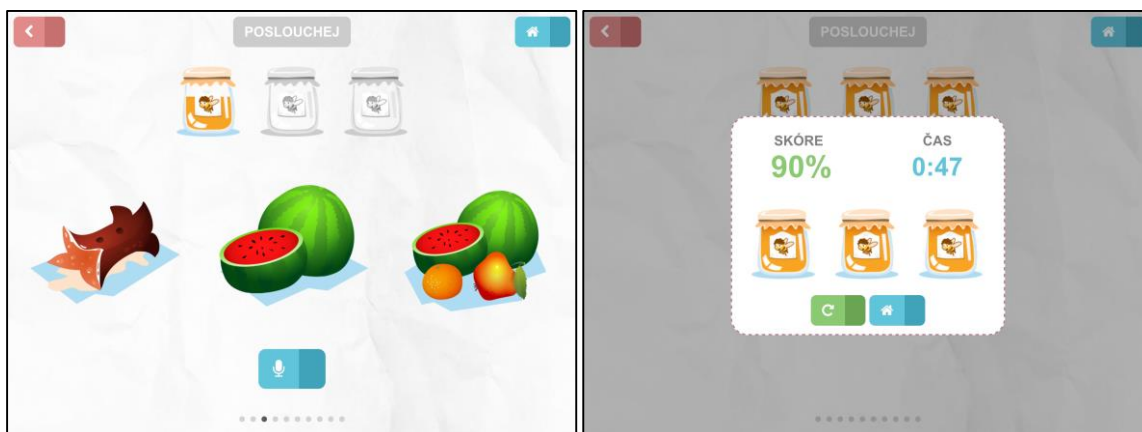 POSLOUCHEJ
POSLOUCHEJ
SKÓRE
ČAS
90%
0:47